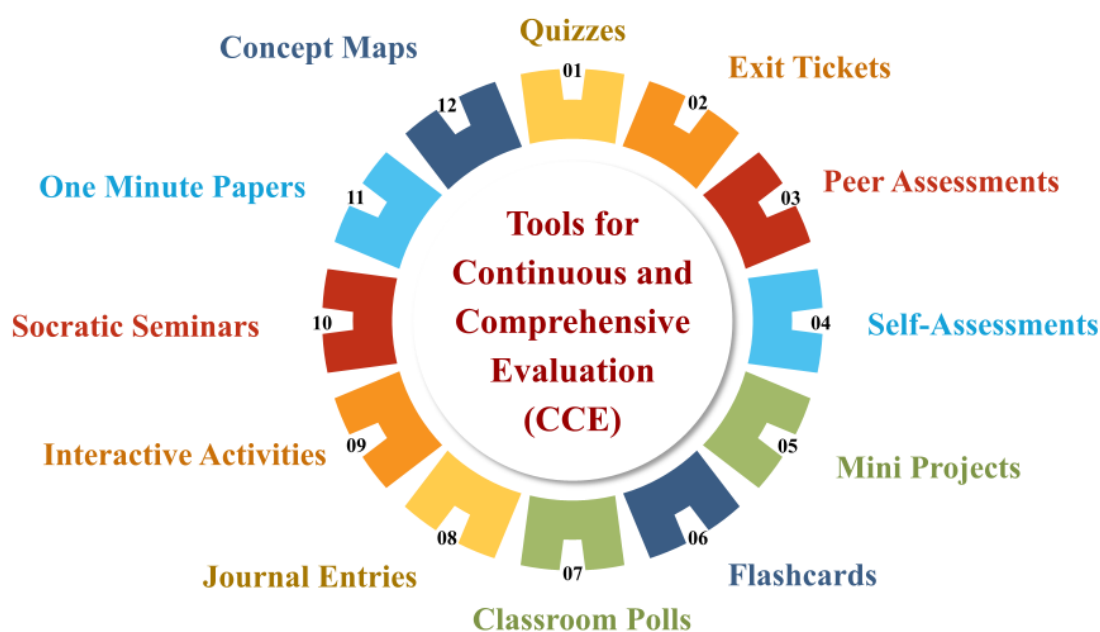 Tools for
Continuous and
Comprehensive
Evaluation
(CCE)
01
Quizzes
02
Exit Tickets
03
Peer Assessments
04
Self-Assessments
05
Mini Projects
06
Flashcards
07
Classroom Polls
08
Journal Entries
09
Interactive Activities
10
Socratic Seminars
11
One Minute Papers
12
Concept Maps